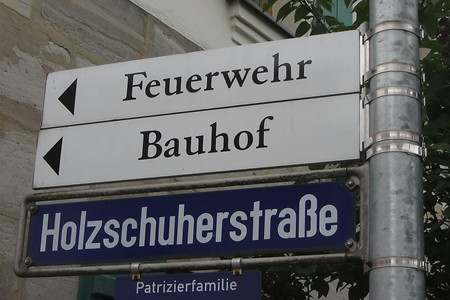 Feuerwehr
Bauhof
Holzschuherstraße
Patrizierfamilie